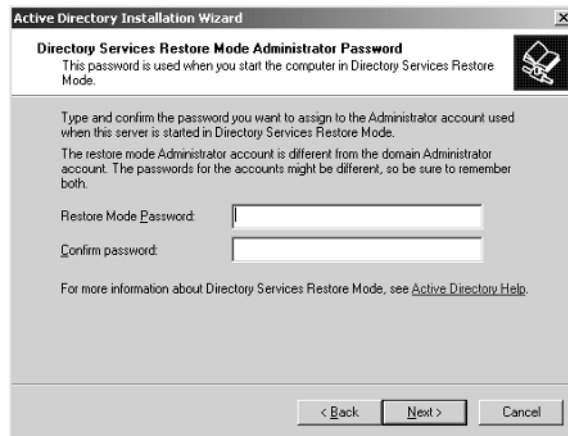 Active Directory Installation Wizard
Directory Services Restore Mode Administrator Password
This password is used when you start the computer in Directory Services Restore
Mode.
Type and confirm the password you want to assign to the Administrator account used
when this server is started in Directory Services Restore Mode.
The restore mode Administrator account is different from the domain Administrator
account. The passwords for the accounts might be different, so be sure to remember
both.
Restore Mode Password:
Confirm password:
For more information about Directory Services Restore Mode, see Active Directory Help.
< Back Next > Cancel